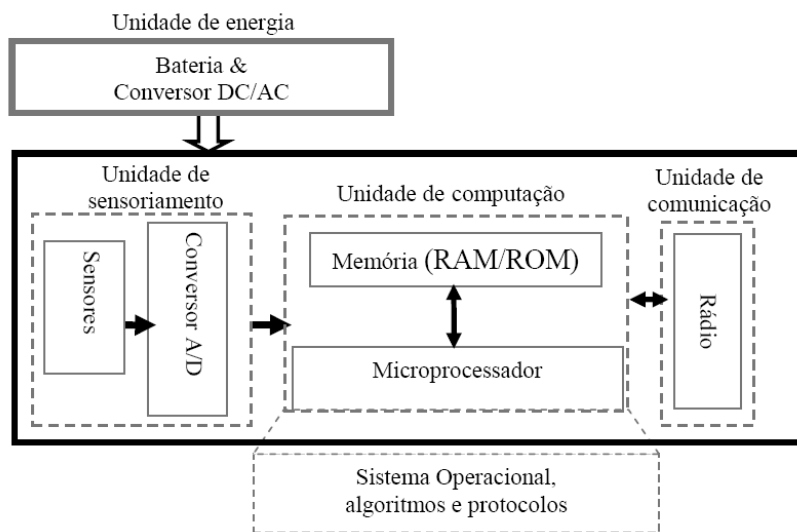 Unidade de energia
Bateria &
Conversor DC/AC
Unidade de
sensoriamento
Sensores
Conversor A/D
Unidade de computação
Memória (RAM/ROM)
Microprocessador
Unidade de
comunicação
Rádio
Sistema Operacional,
algoritmos e protocolos